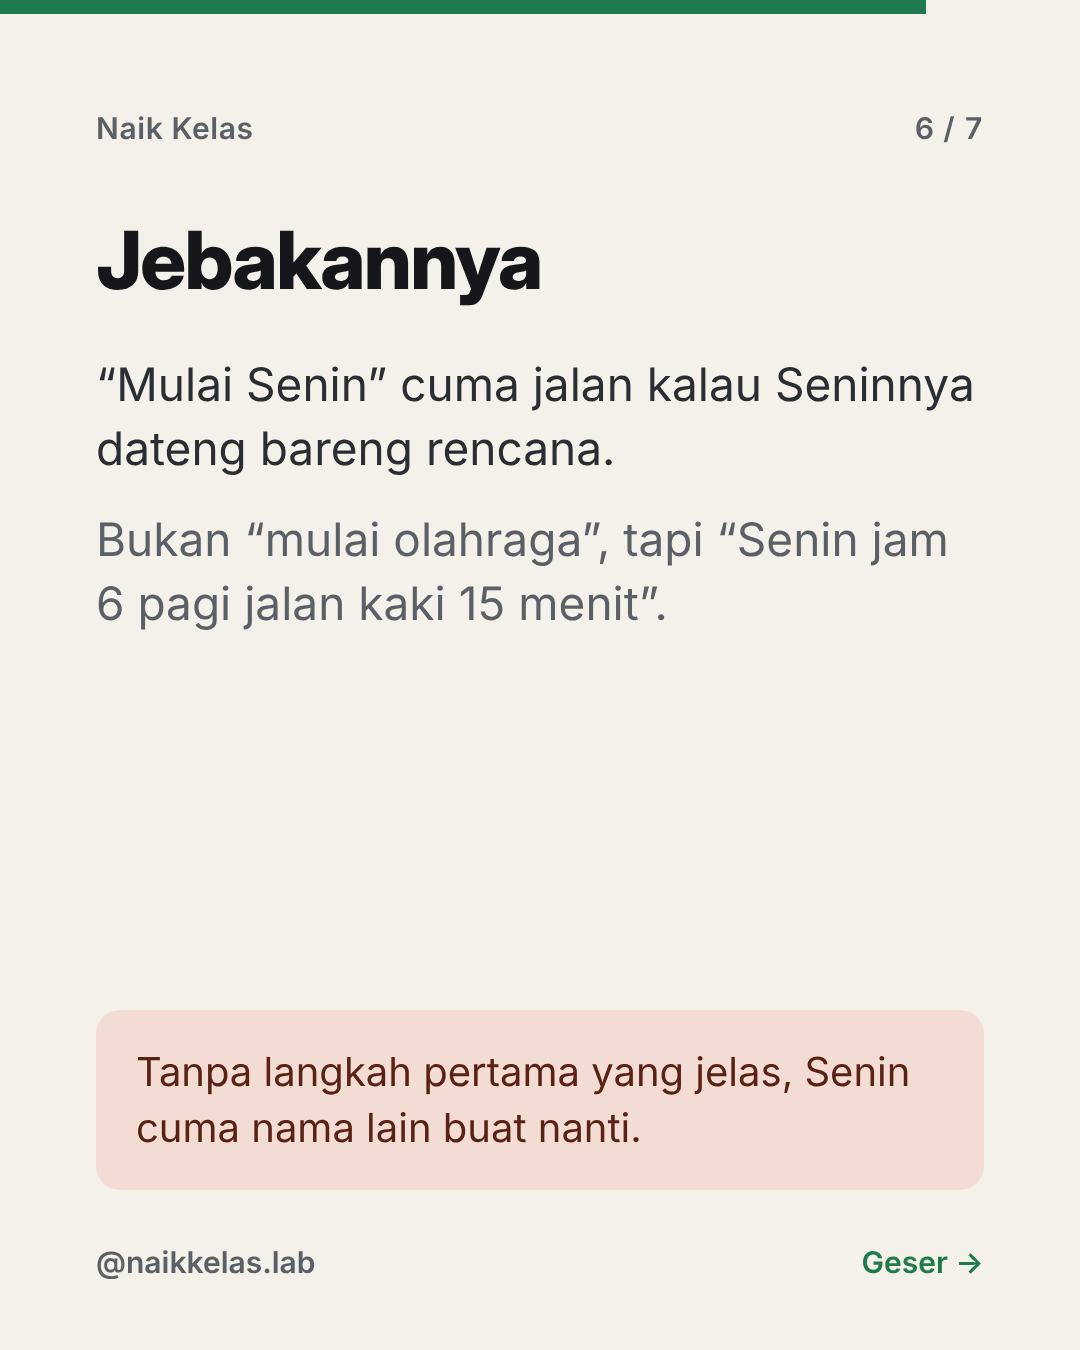 Naik Kelas
6 / 7
Jebakannya
“Mulai Senin” cuma jalan kalau Seninnya
dateng bareng rencana.
Bukan “mulai olahraga”, tapi “Senin jam
6 pagi jalan kaki 15 menit”.
Tanpa langkah pertama yang jelas, Senin
cuma nama lain buat nanti.
@naikkelas.lab
Geser →